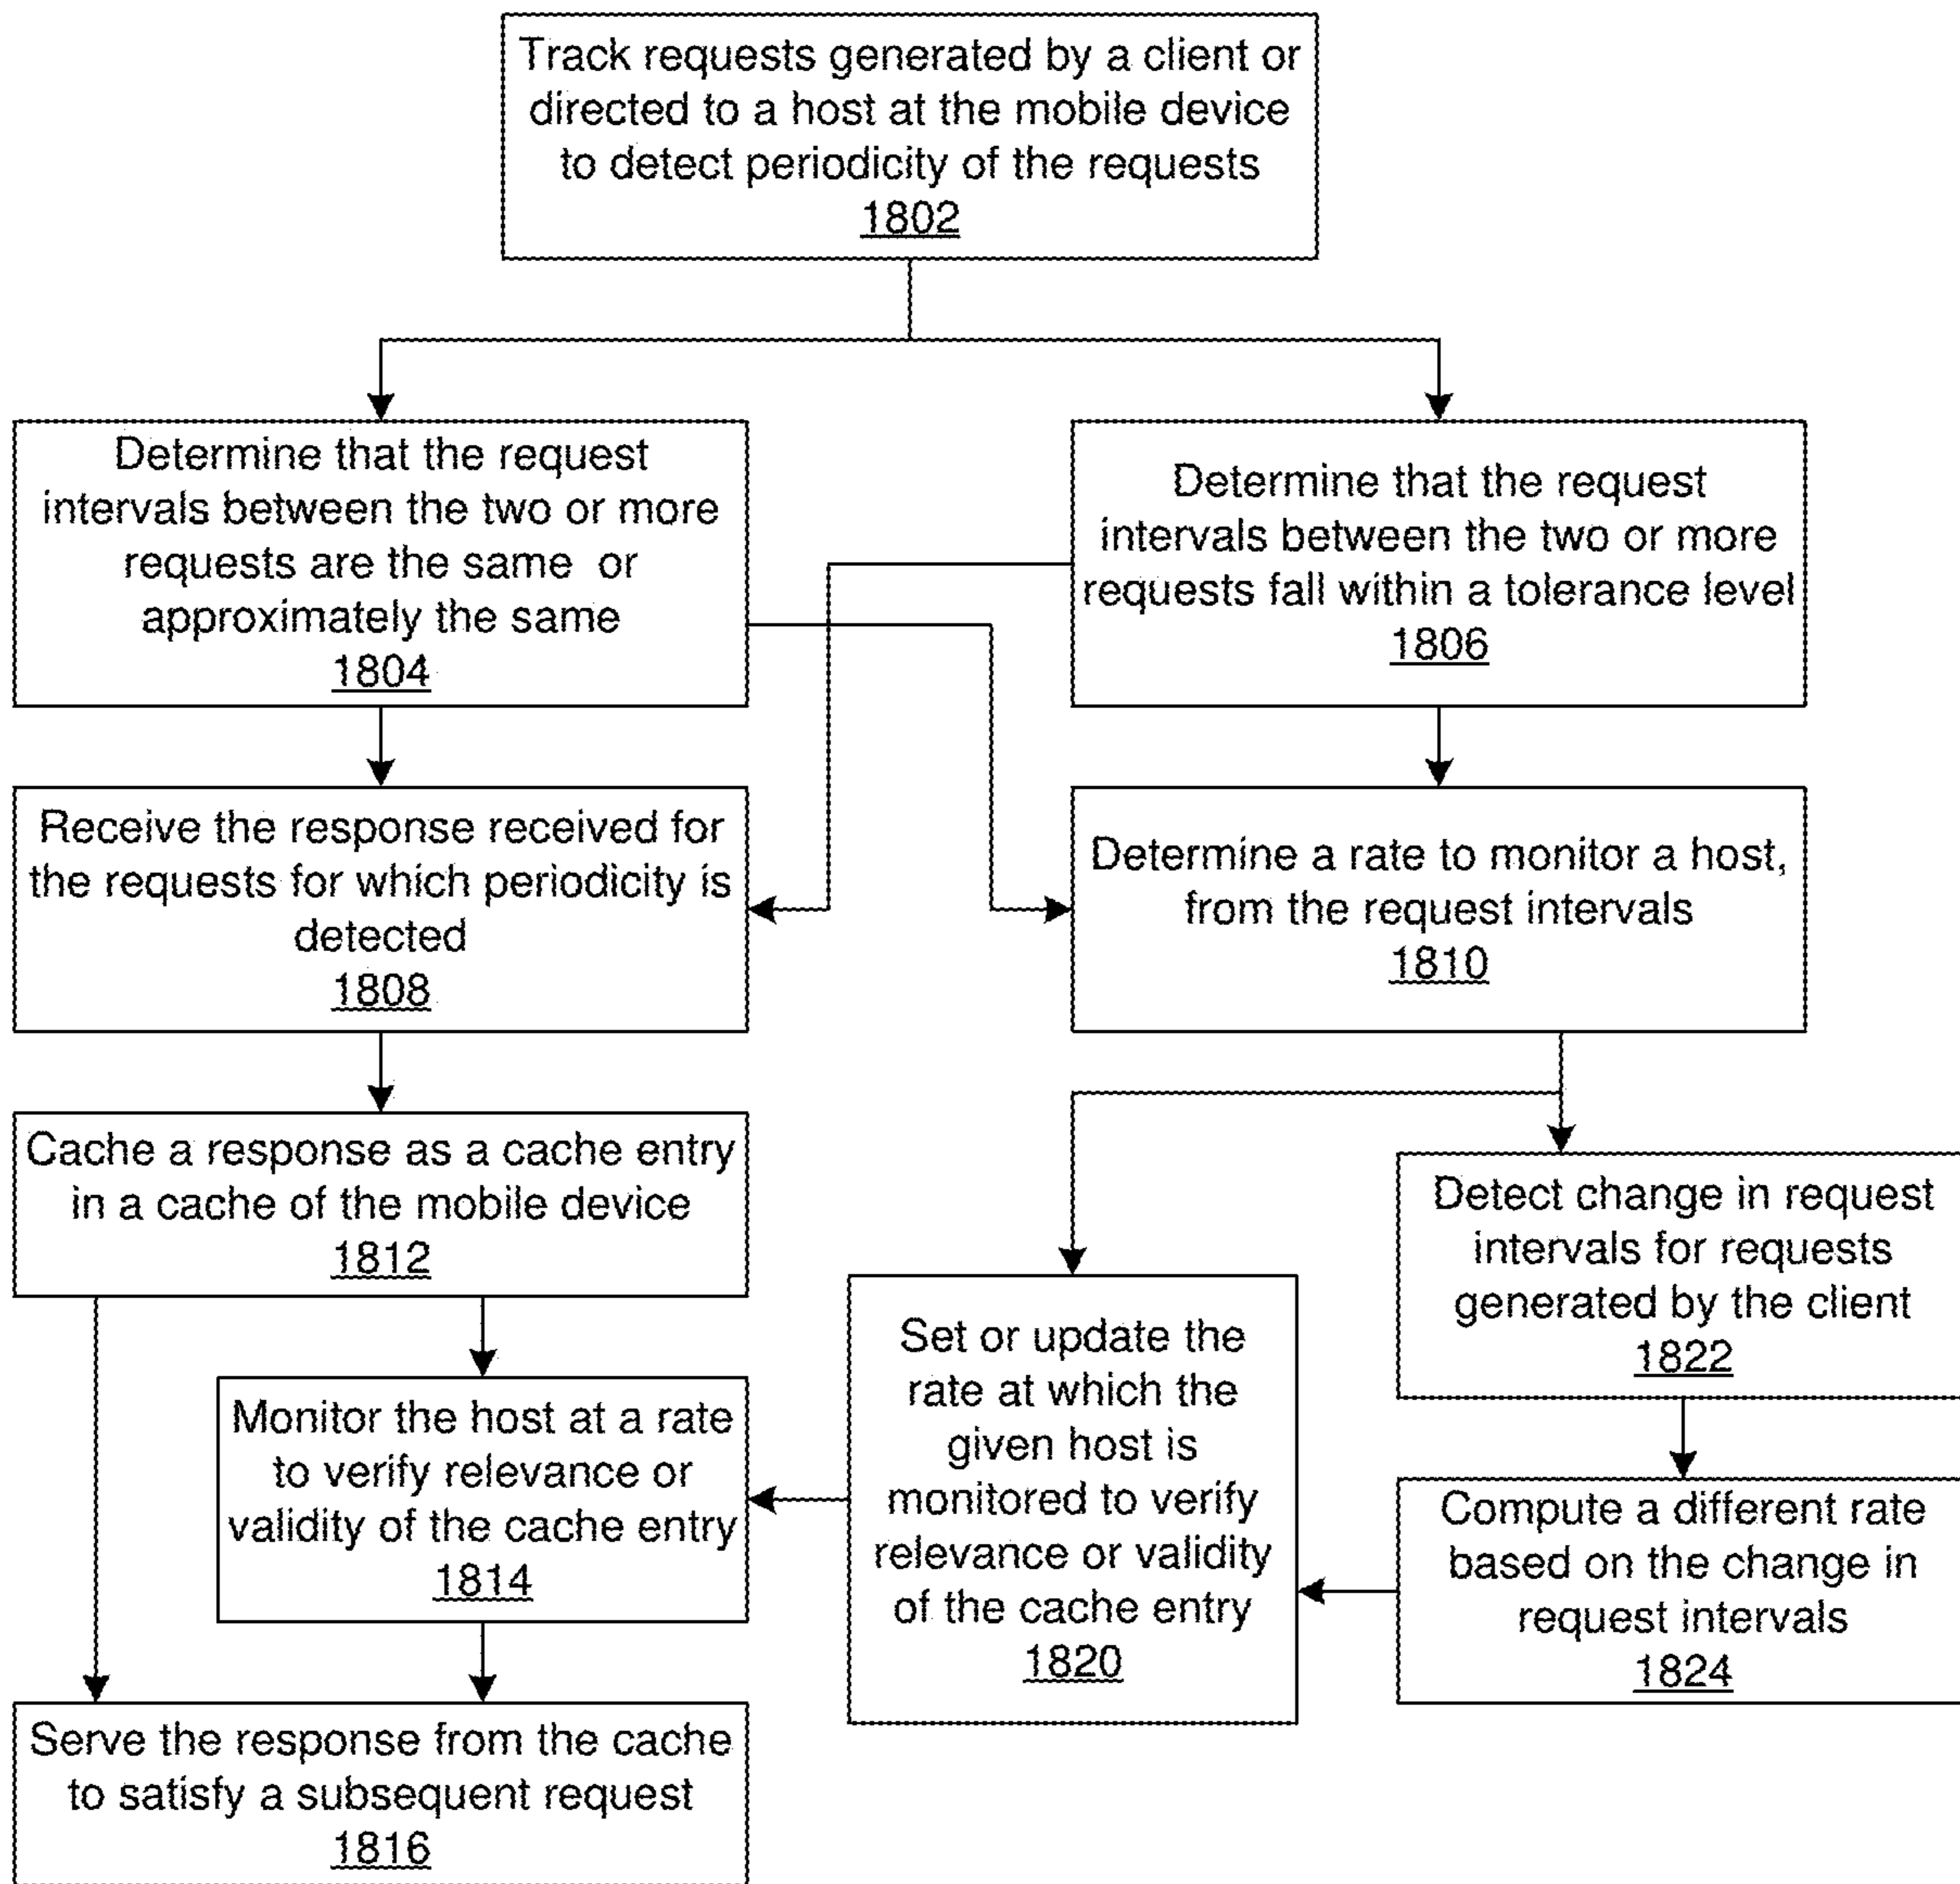 Track requests generated by a client or
directed to a host at the mobile device
to detect periodicity of the requests
1802
Determine that the request
intervals between the two or more
requests are the same or
approximately the same
1804
Determine that the request
intervals between the two or more
requests fall within a tolerance level
1806
Receive the response received for
the requests for which periodicity is
detected
1808
Determine a rate to monitor a host,
from the request intervals
1810
Cache a response as a cache entry
in a cache of the mobile device
1812
Detect change in request
intervals for requests
generated by the client
1822
Set or update the
rate at which the
given host is
monitored to verify
relevance or validity
of the cache entry
1820
Monitor the host at a rate
to verify relevance or
validity of the cache entry
1814
Compute a different rate
based on the change in
request intervals
1824
Serve the response from the cache
to satisfy a subsequent request
1816